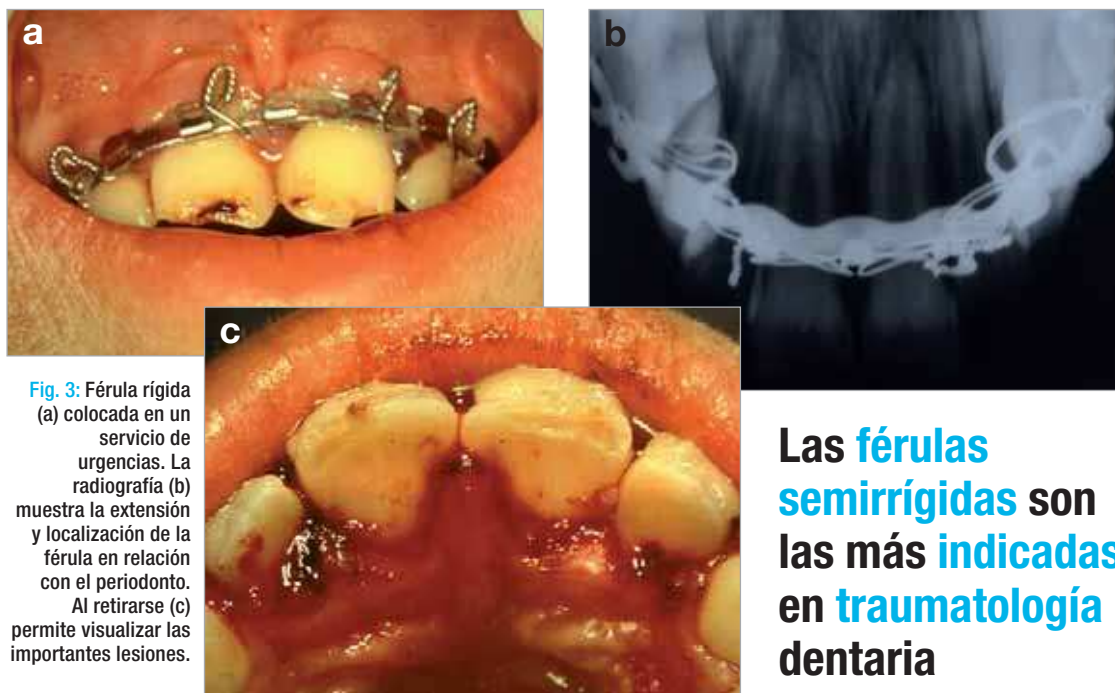 a
b
c
Fig. 3: Férula rígida
(a) colocada en un
servicio de
urgencias. La
radiografía (b)
muestra la extensión
y localización de la
férula en relación
con el periodonto.
Al retirarse (c)
permite visualizar las
importantes lesiones.
Las férulas
semirrígidas son
las más indicadas
en traumatología
dentaria